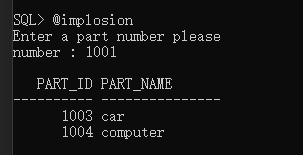 SQL> @implosion
Enter a part number please
number : 1001
PART_ID PART_NAME
---------- ---------------
1003 car
1004 computer